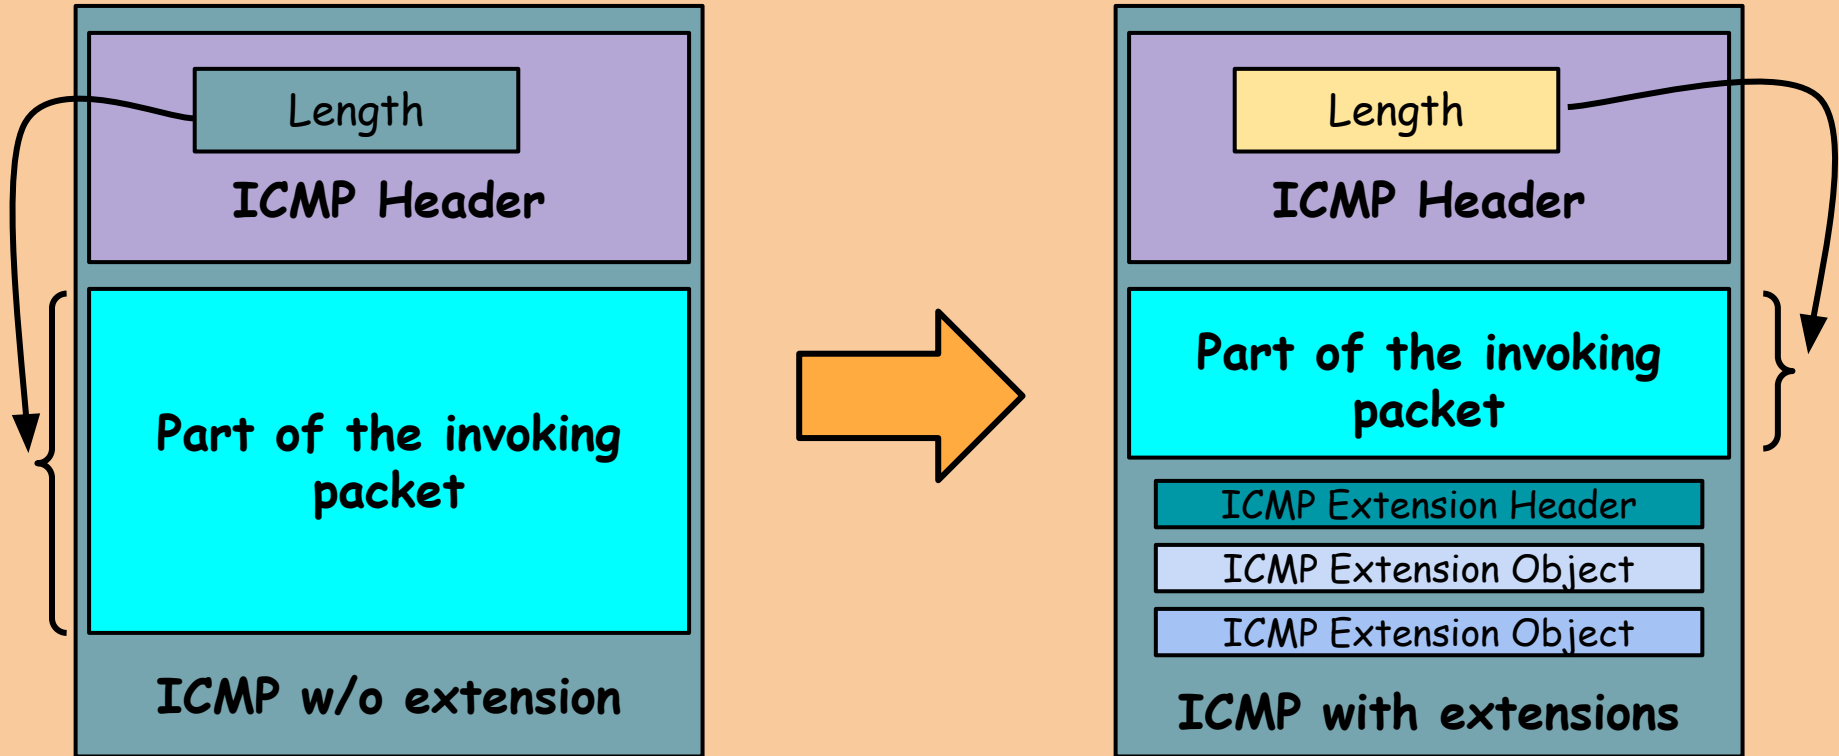 Length
ICMP Header
Part of the invoking
packet
ICMP w/o extension
Length
ICMP Header
Part of the invoking
packet
ICMP Extension Header
ICMP Extension Object
ICMP Extension Object
ICMP with extensions